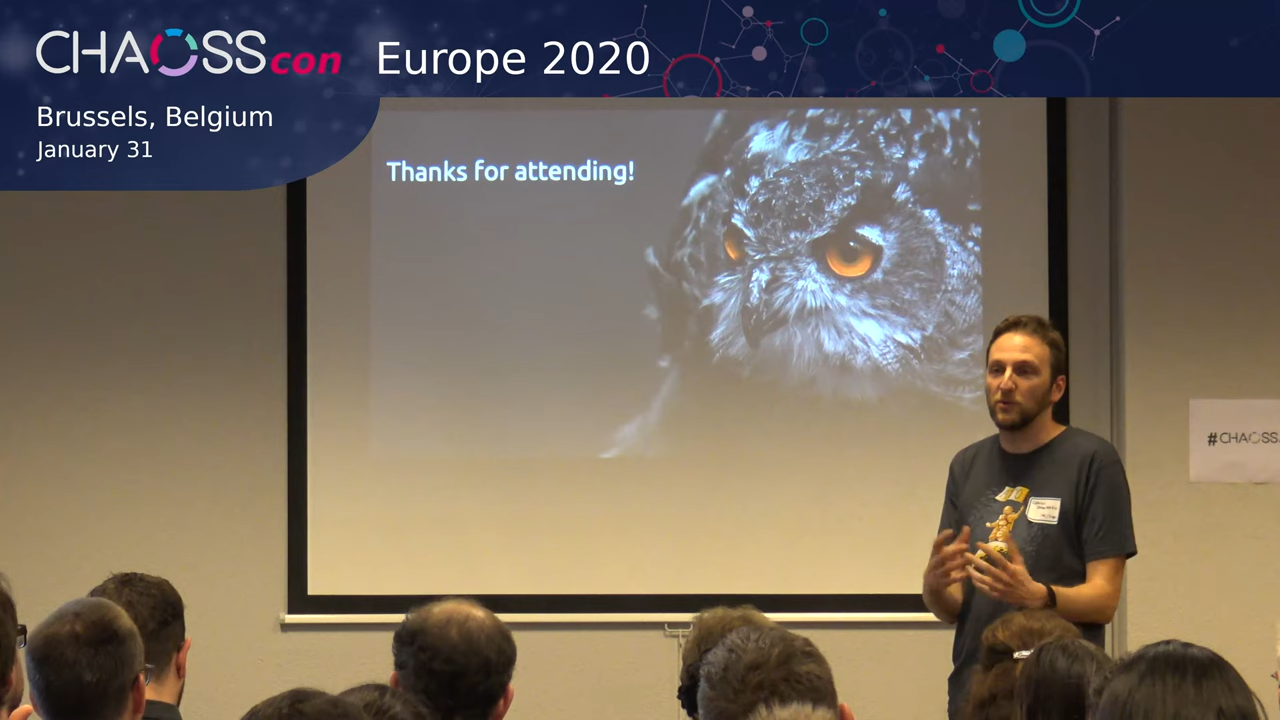 CHAOSScon Europe 2020
Brussels, Belgium
January 31
Thanks for attending!
#CHAOSS